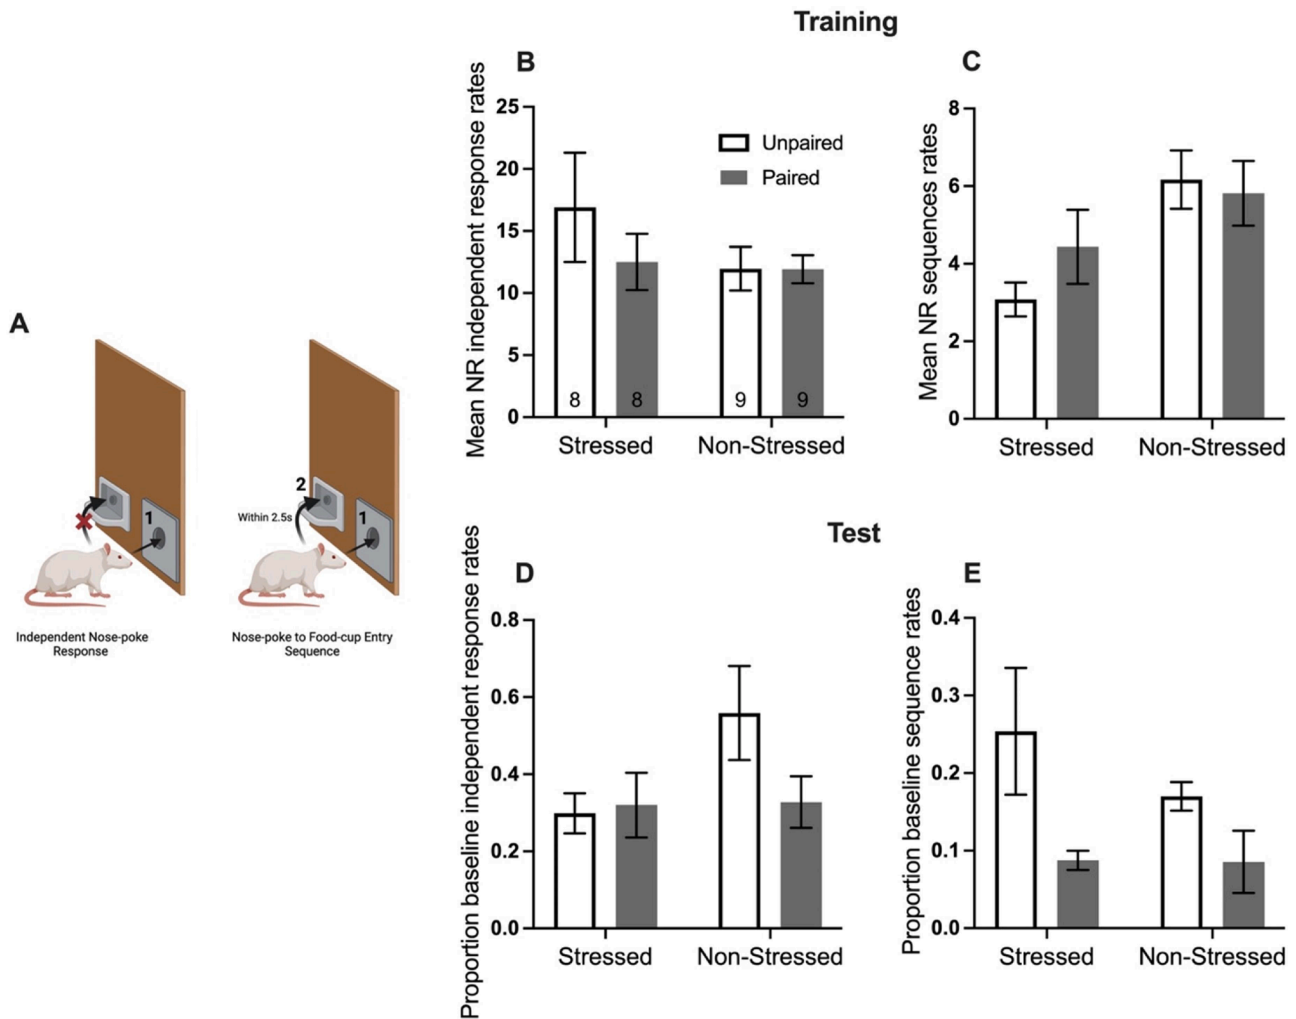 Training
A
1
2
Within 2.5s
1
Independent Nose-poke
Response
Nose-poke to Food-cup Entry
Sequence
B
Mean NR independent response rates
25
20
15
10
5
0
Unpaired
Paired
8
8
9
9
Stressed
Non-Stressed
C
Mean NR sequences rates
8
6
4
2
0
Stressed
Non-Stressed
Test
D
Proportion baseline independent response rates
0.8
0.6
0.4
0.2
0.0
Stressed
Non-Stressed
E
Proportion baseline sequence rates
0.4
0.3
0.2
0.1
0.0
Stressed
Non-Stressed